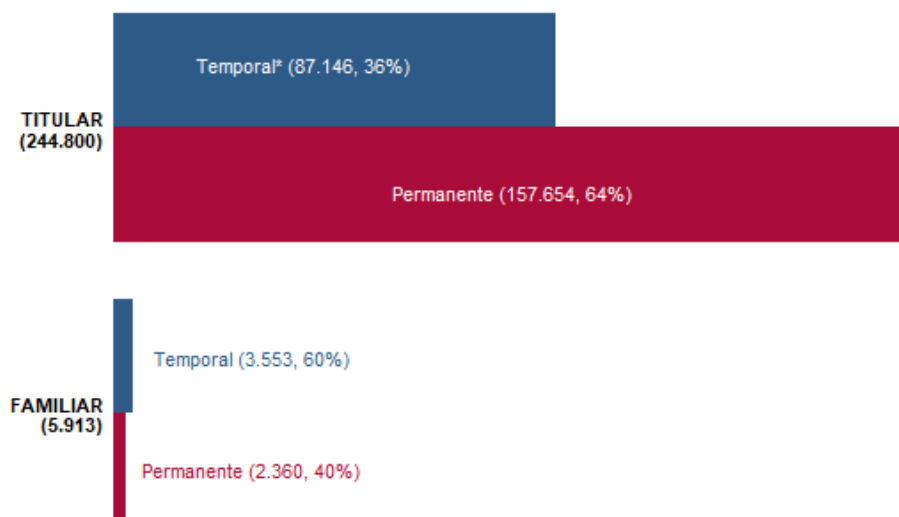 Temporal* (87.146, 36%)
TITULAR
(244.800)
Permanente (157.654, 64%)
Temporal (3.553, 60%)
FAMILIAR
(5.913)
Permanente (2.360, 40%)